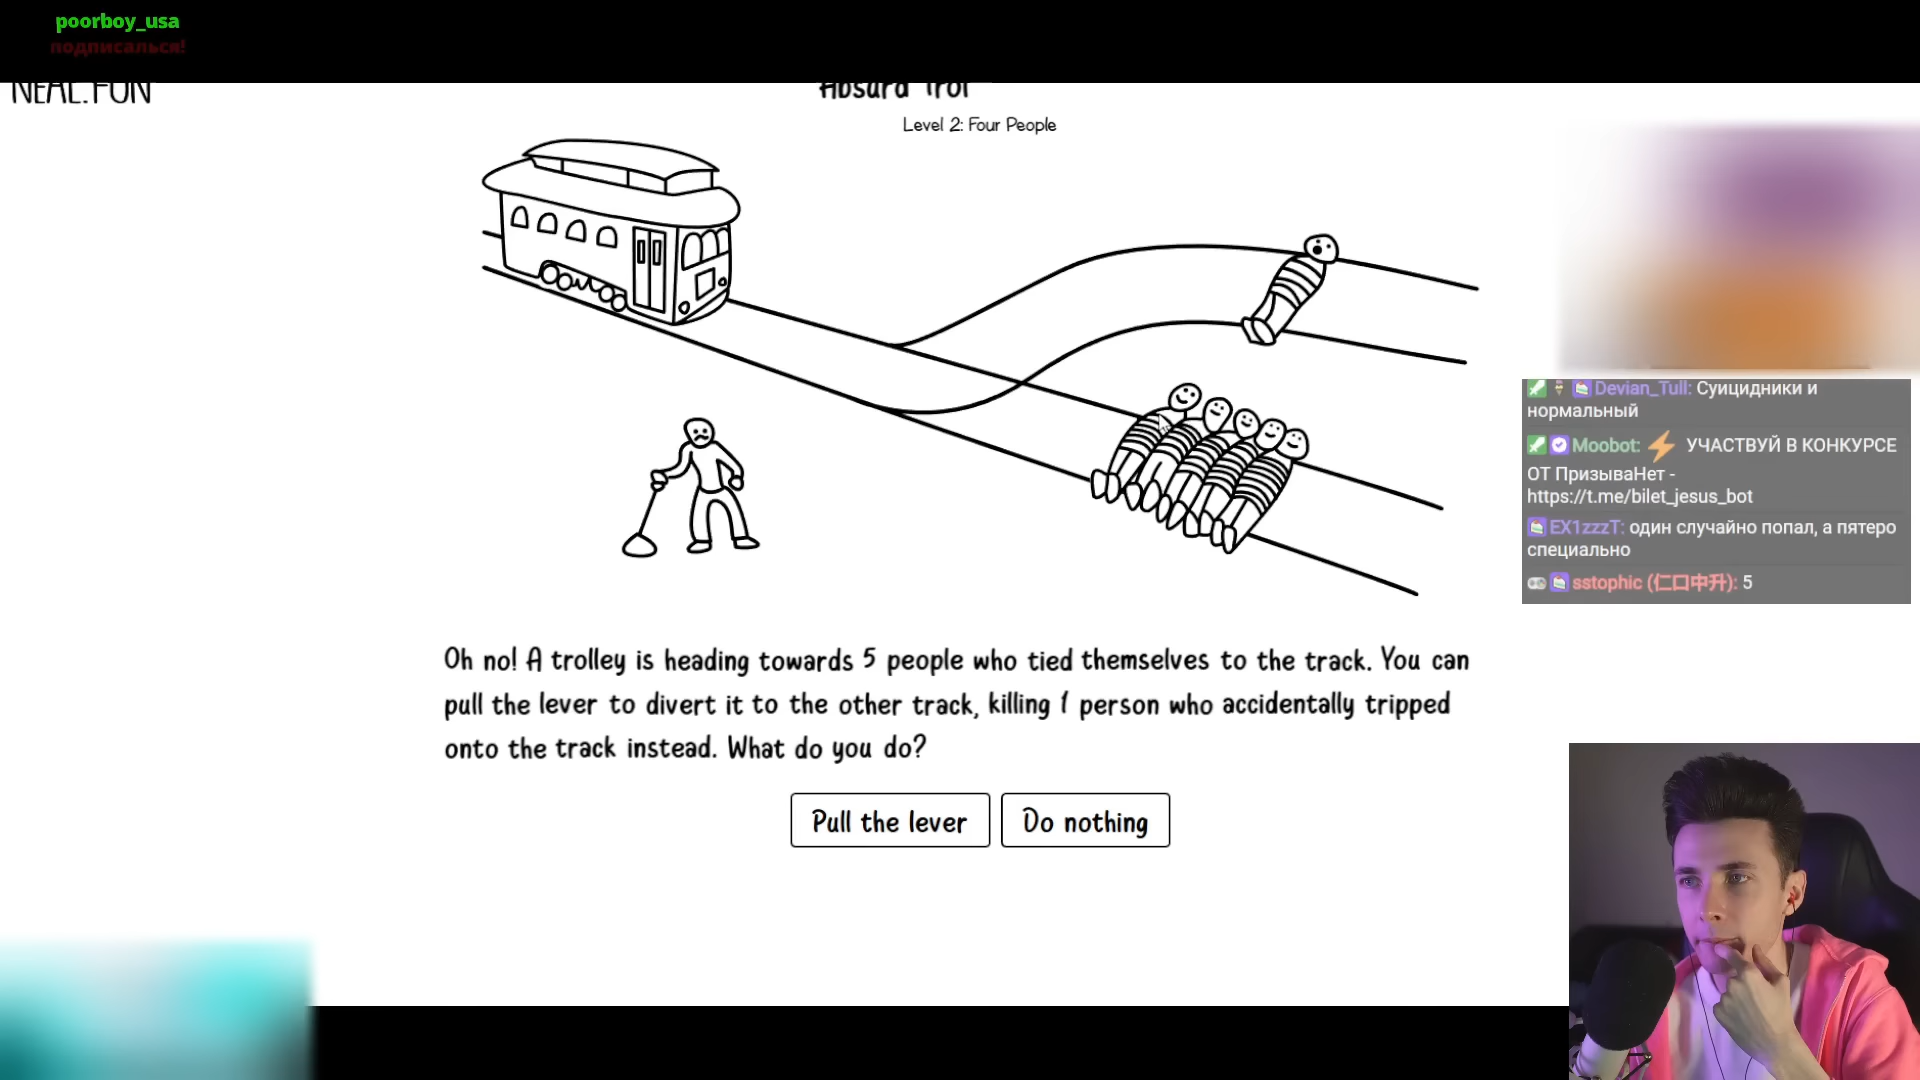 poorboy_usa
подписалься!
NEAL.FUN
Absurd Trol
Level 2: Four People
Devian_Tull: Суицидники и
нормальный
Moobot: ⚡ УЧАСТВУЙ В КОНКУРСЕ
ОТ ПризываНет -
https://t.me/bilet_jesus_bot
EX1zzzT: один случайно попал, а пятеро
специально
sstophic (仁口中升): 5
Oh no! A trolley is heading towards 5 people who tied themselves to the track. You can
pull the lever to divert it to the other track, killing 1 person who accidentally tripped
onto the track instead. What do you do?
Pull the lever
Do nothing